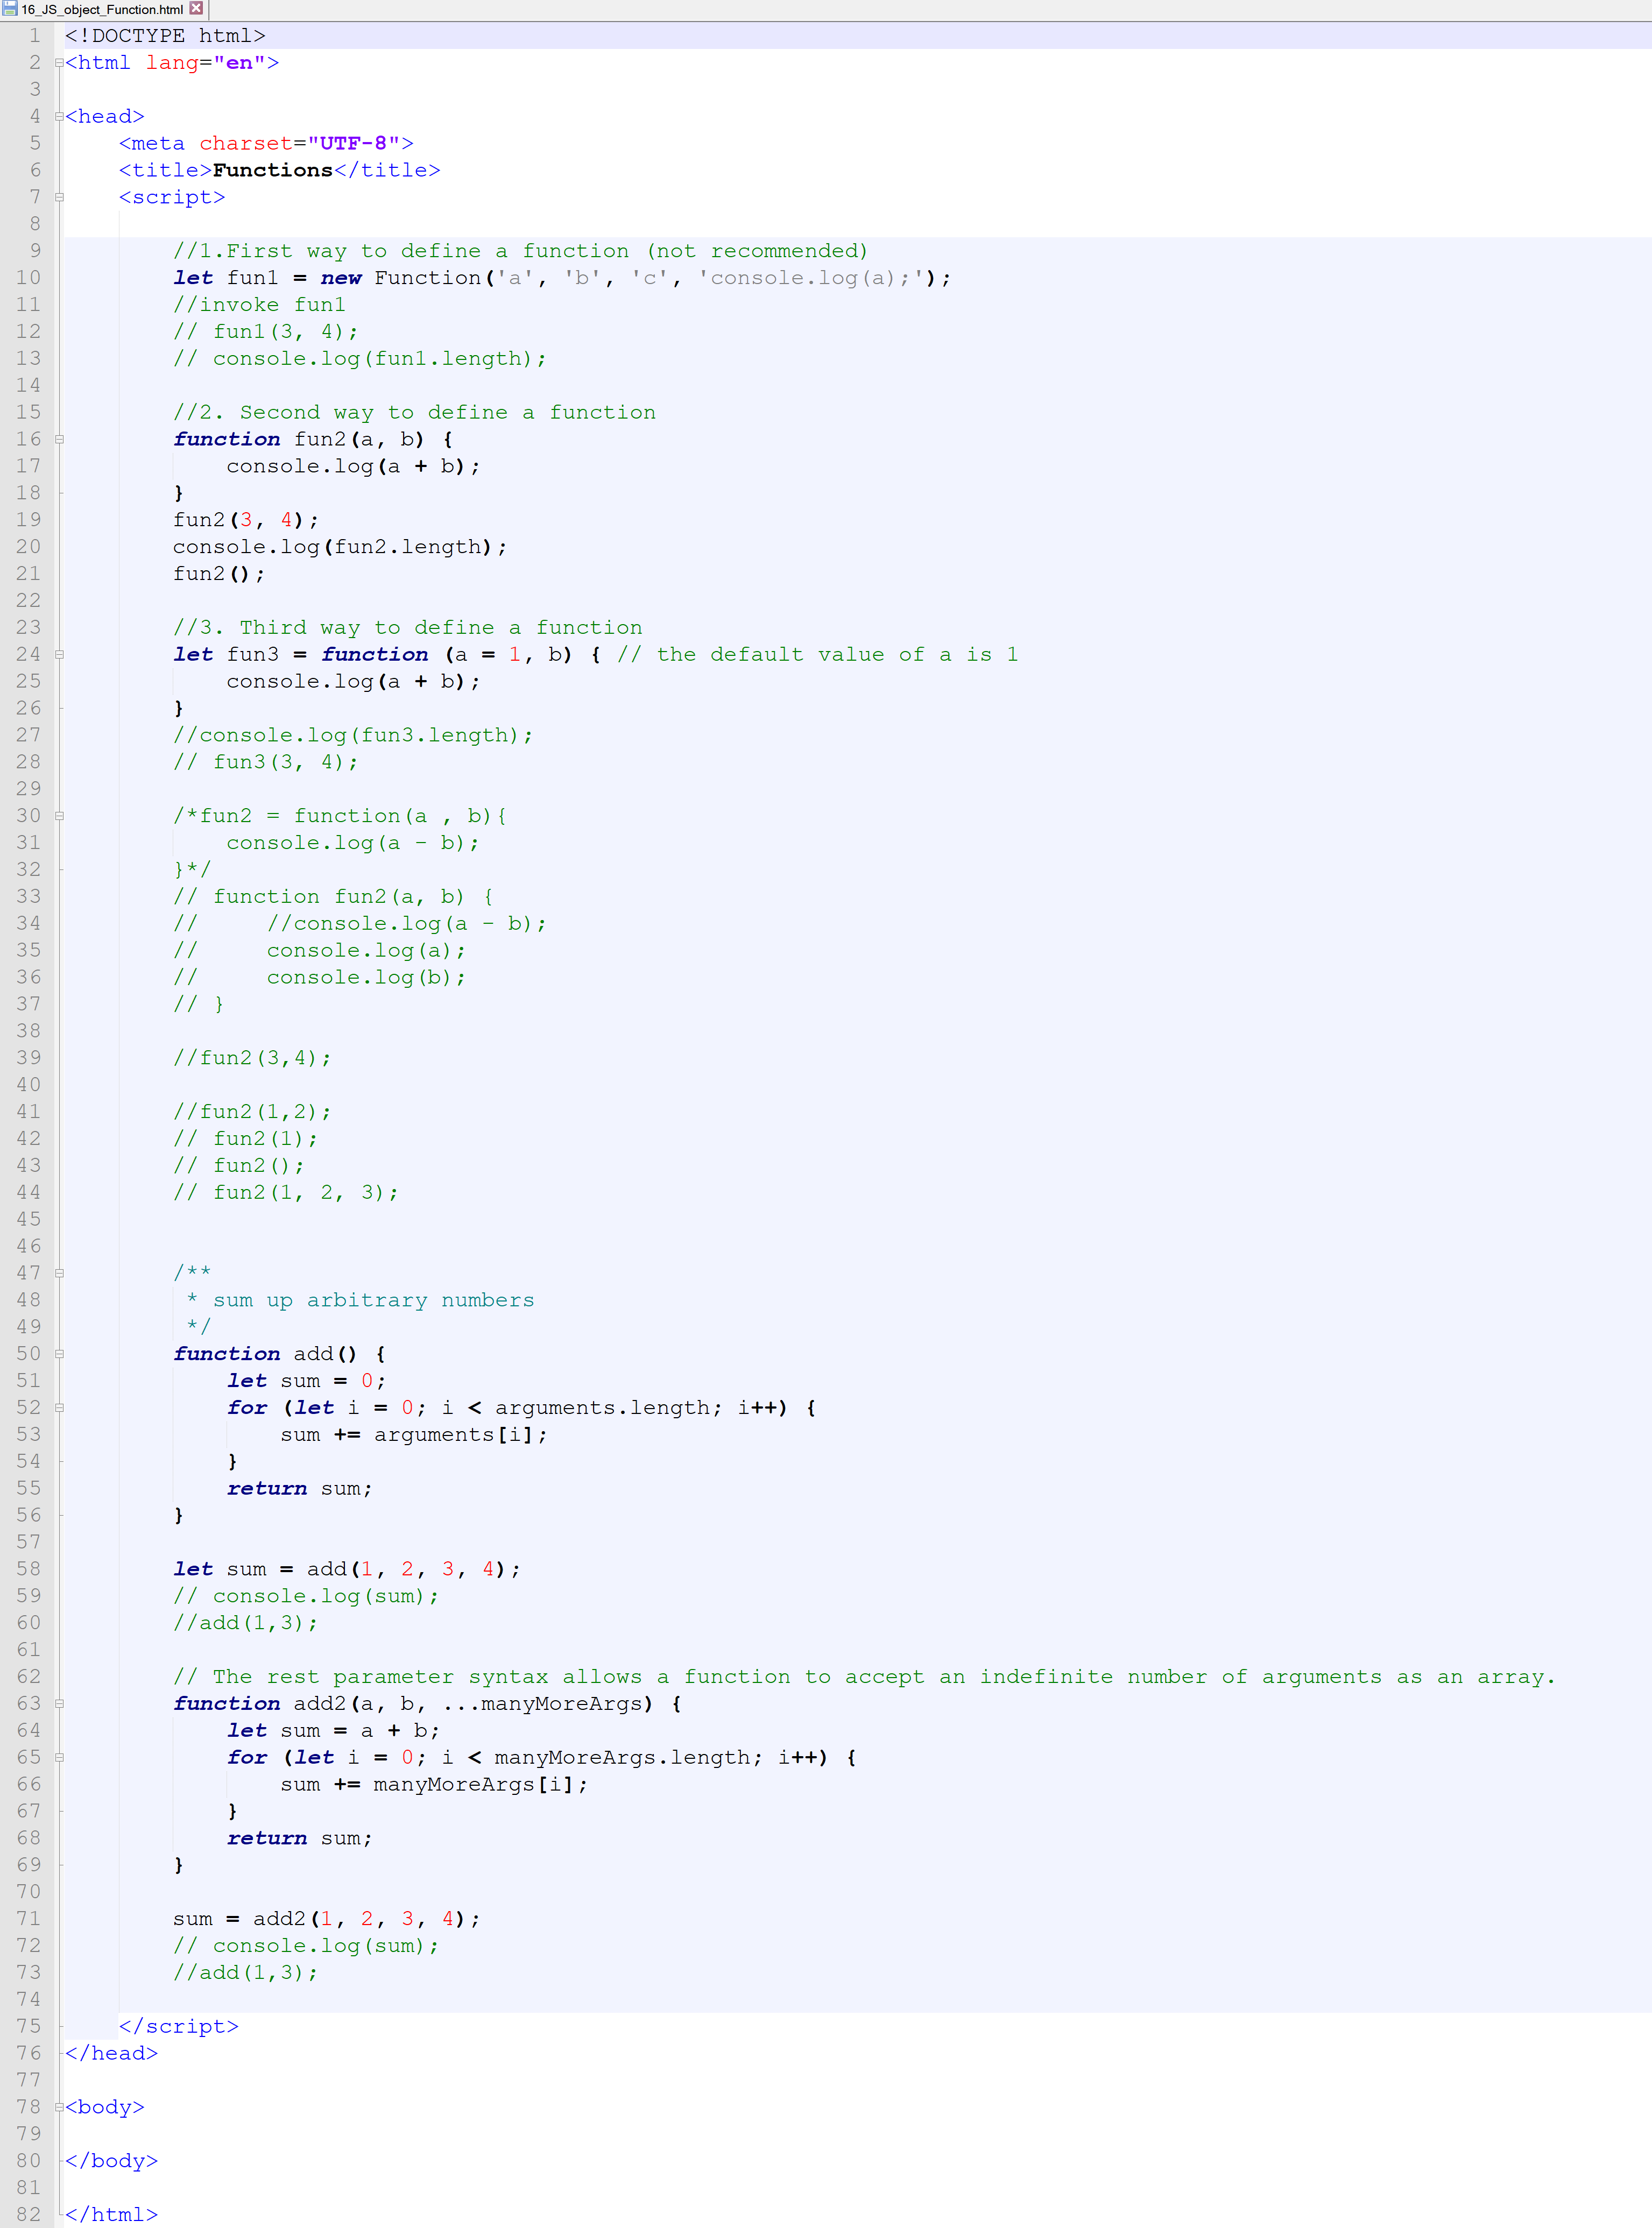 16_JS_object_Function.html
1 <!DOCTYPE html>
2 <html lang="en">
3
4 <head>
5     <meta charset="UTF-8">
6     <title>Functions</title>
7     <script>
8
9         //1.First way to define a function (not recommended)
10         let fun1 = new Function('a', 'b', 'c', 'console.log(a);');
11         //invoke fun1
12         // fun1(3, 4);
13         // console.log(fun1.length);
14
15         //2. Second way to define a function
16         function fun2(a, b) {
17             console.log(a + b);
18         }
19         fun2(3, 4);
20         console.log(fun2.length);
21         fun2();
22
23         //3. Third way to define a function
24         let fun3 = function (a = 1, b) { // the default value of a is 1
25             console.log(a + b);
26         }
27         //console.log(fun3.length);
28         // fun3(3, 4);
29
30         /*fun2 = function(a , b){
31             console.log(a - b);
32         }*/
33         // function fun2(a, b) {
34         //     //console.log(a - b);
35         //     console.log(a);
36         //     console.log(b);
37         // }
38
39         //fun2(3,4);
40
41         //fun2(1,2);
42         // fun2(1);
43         // fun2();
44         // fun2(1, 2, 3);
45
46
47         /**
48          * sum up arbitrary numbers
49          */
50         function add() {
51             let sum = 0;
52             for (let i = 0; i < arguments.length; i++) {
53                 sum += arguments[i];
54             }
55             return sum;
56         }
57
58         let sum = add(1, 2, 3, 4);
59         // console.log(sum);
60         //add(1,3);
61
62         // The rest parameter syntax allows a function to accept an indefinite number of arguments as an array.
63         function add2(a, b, ...manyMoreArgs) {
64             let sum = a + b;
65             for (let i = 0; i < manyMoreArgs.length; i++) {
66                 sum += manyMoreArgs[i];
67             }
68             return sum;
69         }
70
71         sum = add2(1, 2, 3, 4);
72         // console.log(sum);
73         //add(1,3);
74
75     </script>
76 </head>
77
78 <body>
79
80 </body>
81
82 </html>